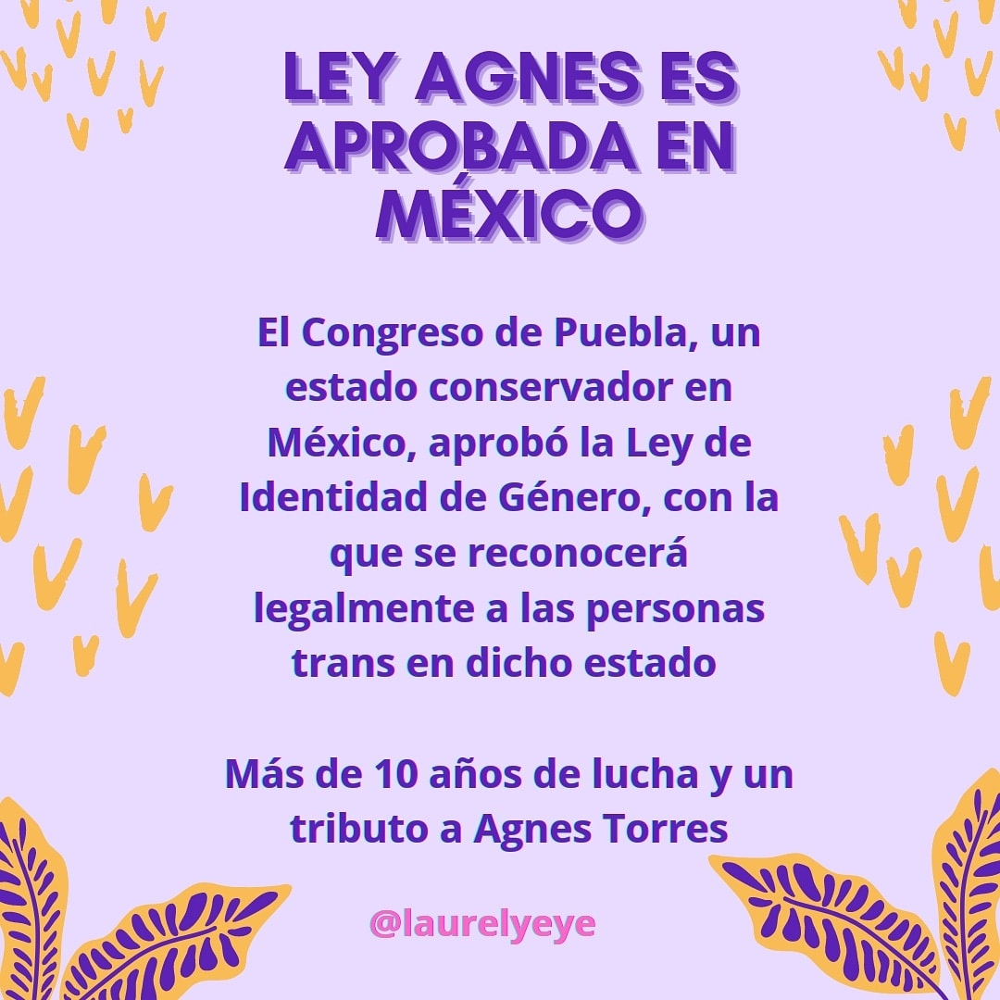 LEY AGNES ES
APROBADA EN
MÉXICO
El Congreso de Puebla, un
estado conservador en
México, aprobó la Ley de
Identidad de Género, con la
que se reconocerá
legalmente a las personas
trans en dicho estado
Más de 10 años de lucha y un
tributo a Agnes Torres
@laurelyeye